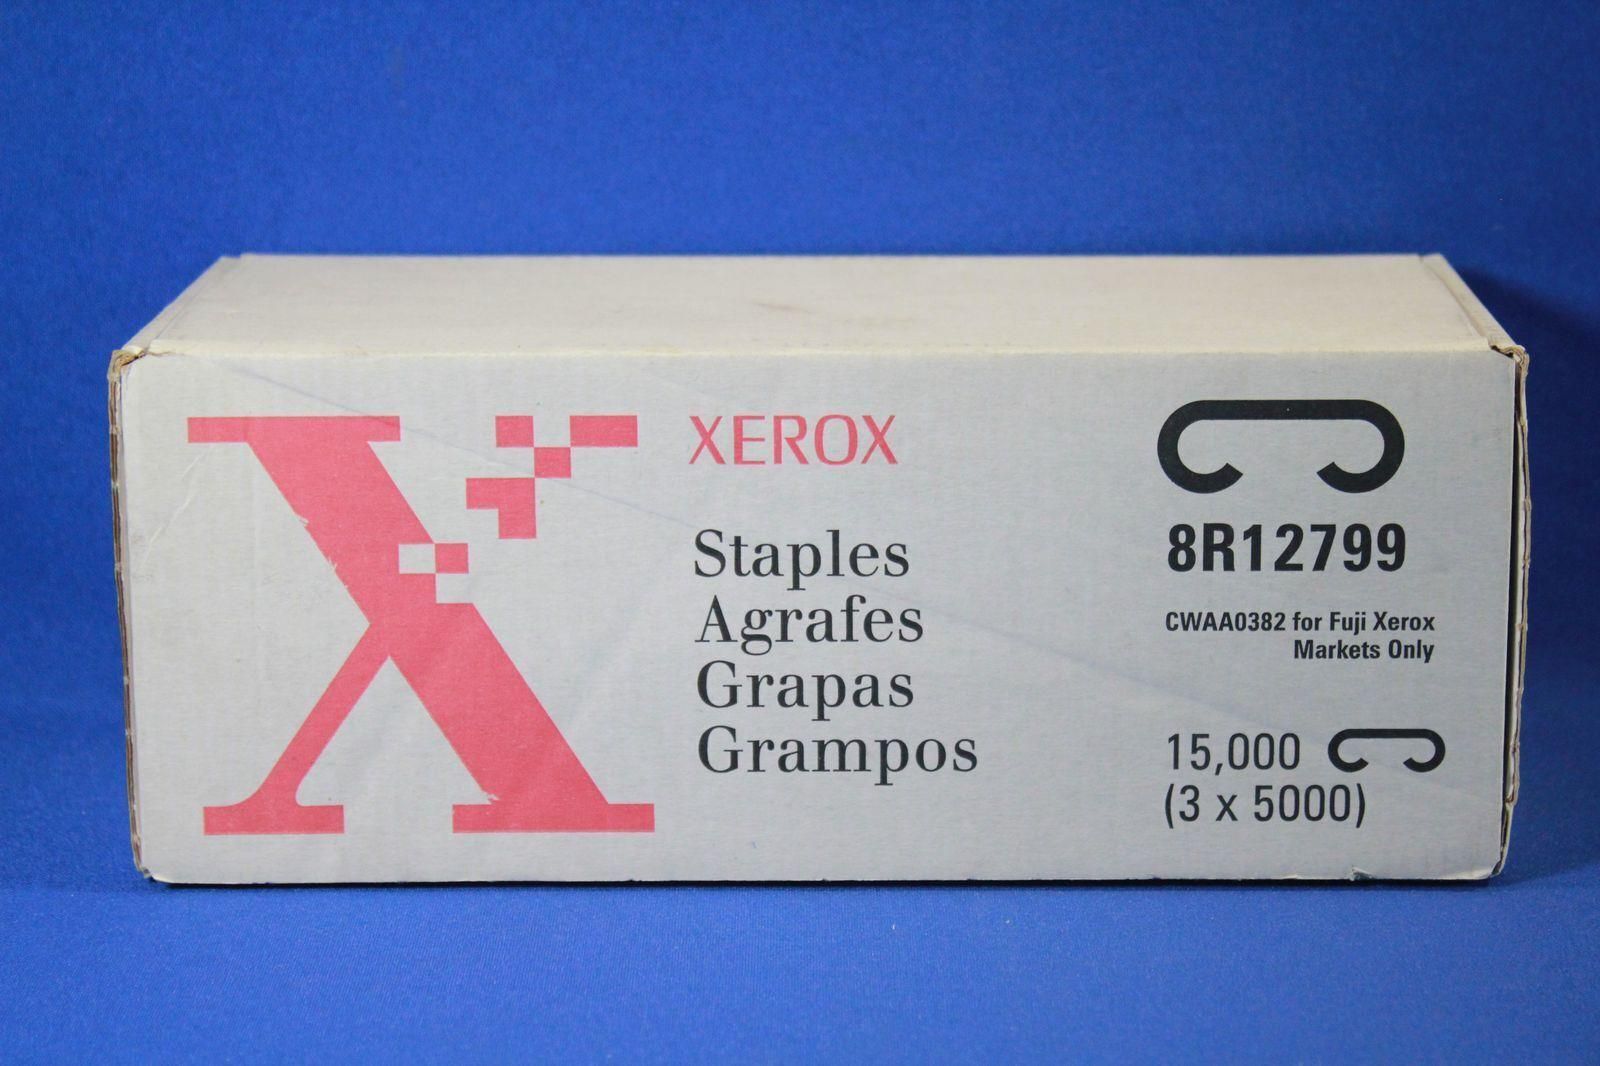 XEROX
Staples
Agrafes
Grapas
Grampos
8R12799
CWAA0382 for Fuji Xerox
Markets Only
15,000
(3 x 5000)